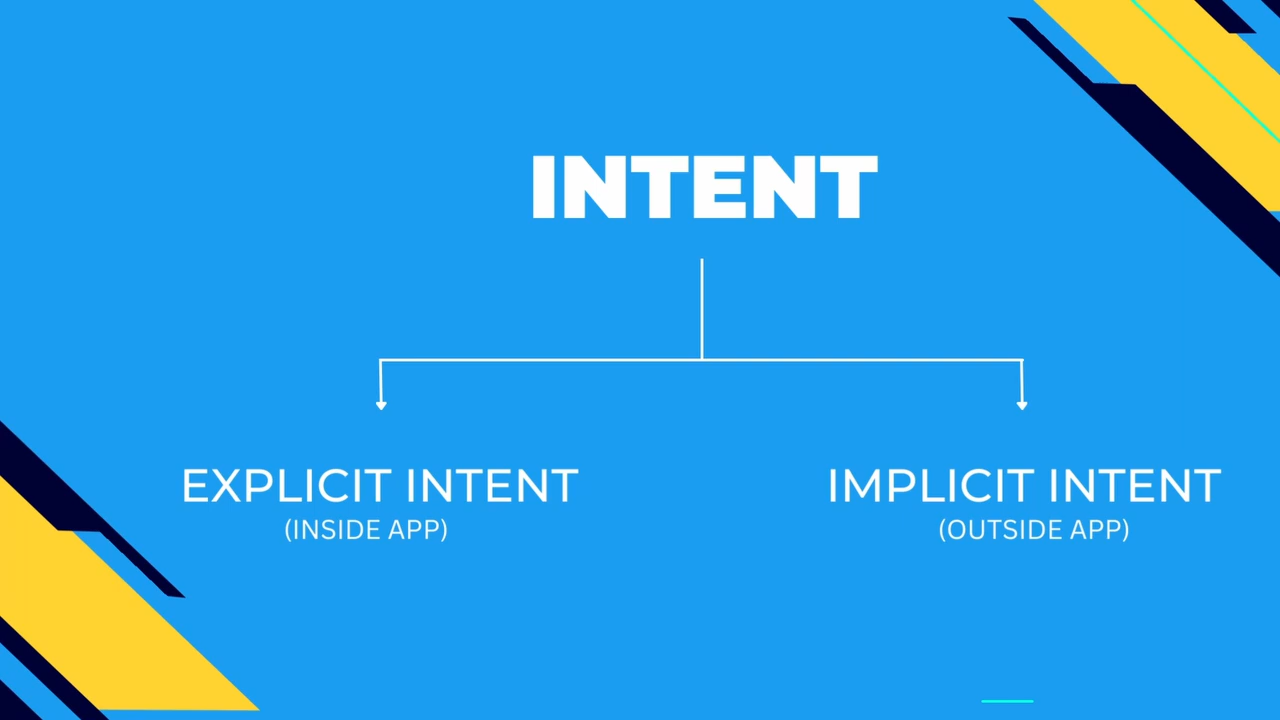 INTENT
EXPLICIT INTENT
(INSIDE APP)
IMPLICIT INTENT
(OUTSIDE APP)